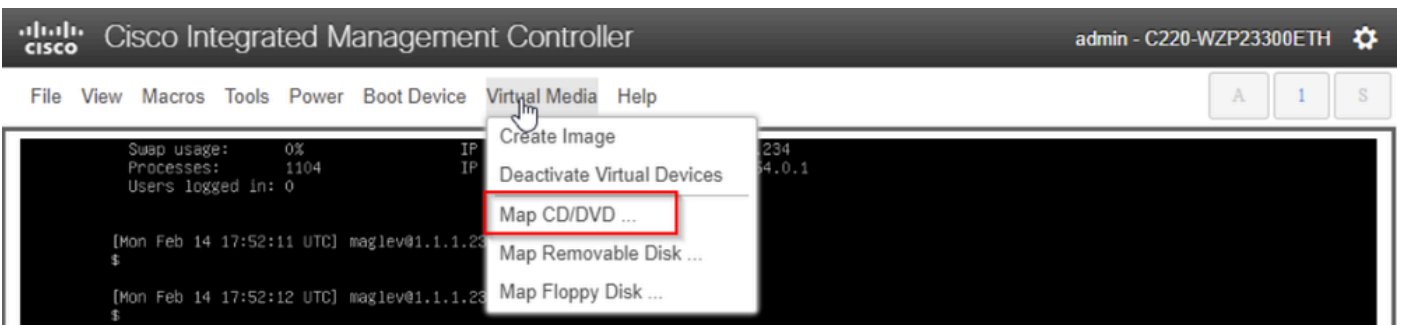 cisco Cisco Integrated Management Controller admin - C220-WZP23300ETH
File View Macros Tools Power Boot Device Virtual Media Help A 1 S
Create Image
Deactivate Virtual Devices
Map CD/DVD ...
Map Removable Disk ...
Map Floppy Disk ...
Swap usage: 0% IP .234
Processes: 1104 IP 4.0.1
Users logged in: 0
[Mon Feb 14 17:52:11 UTC] maglev@1.1.1.23
$
[Mon Feb 14 17:52:12 UTC] maglev@1.1.1.23
$